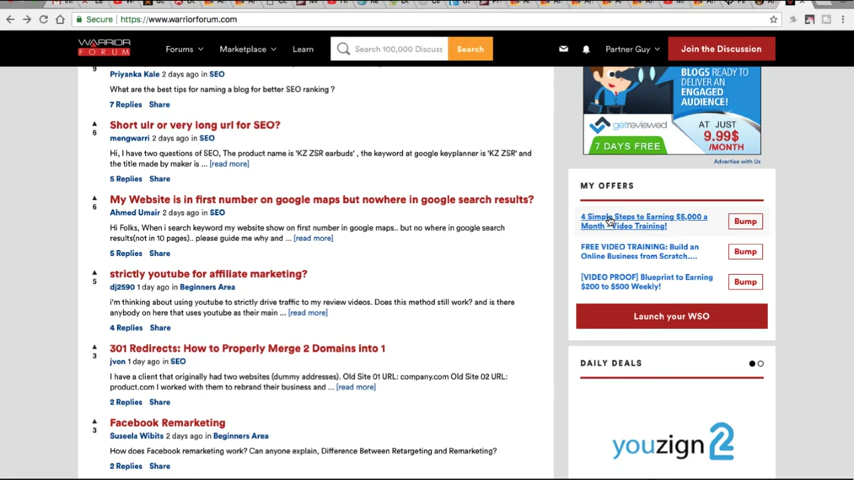 Secure
https://www.warriorforum.com
WARRIOR
FORUM
Forums
Marketplace
Learn
Search 100,000 Discuss
Search
Partner Guy
Join the Discussion
9
Priyanka Kale 2 days ago in SEO
What are the best tips for naming a blog for better SEO ranking ?
7 Replies Share
6
Short ulr or very long url for SEO?
mengwarri 2 days ago in SEO
Hi, I have two questions of SEO, The product name is 'KZ ZSR earbuds' , the keyword at google keyplanner is 'KZ ZSR' and
the title made by maker is ... [read more]
5 Replies Share
6
My Website is in first number on google maps but nowhere in google search results?
Ahmed Umair 2 days ago in SEO
Hi Folks, When i search keyword my website show on first number in google maps.. but no where in google search
results(not in 10 pages).. please guide me why and ... [read more]
5 Replies Share
5
strictly youtube for affiliate marketing?
dj2590 1 day ago in Beginners Area
i'm thinking about using youtube to strictly drive traffic to my review videos. Does this method still work? and is there
anybody on here that uses youtube as their main ... [read more]
4 Replies Share
3
301 Redirects: How to Properly Merge 2 Domains into 1
jvon 1 day ago in SEO
I have a client that originally had two websites (dummy addresses). Old Site 01 URL: company.com Old Site 02 URL:
product.com I worked with them to rebrand their business and ... [read more]
2 Replies Share
3
Facebook Remarketing
Suseela Wibits 2 days ago in Beginners Area
How does Facebook remarketing work? Can anyone explain, Difference Between Retargeting and Remarketing?
2 Replies Share
BLOGS READY TO
DELIVER AN
ENGAGED
AUDIENCE!
getreviewed
AT JUST
9.99$
/MONTH
7 DAYS FREE
Advertise with Us
MY OFFERS
4 Simple Steps to Earning $5,000 a
Month - Video Training!
Bump
FREE VIDEO TRAINING: Build an
Online Business from Scratch....
Bump
[VIDEO PROOF] Blueprint to Earning
$200 to $500 Weekly!
Bump
Launch your WSO
DAILY DEALS
youzign 2